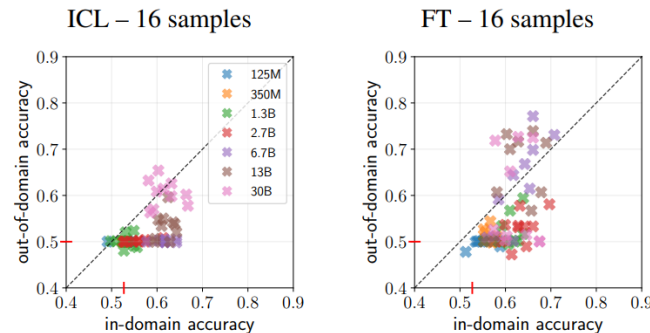 ICL – 16 samples
FT – 16 samples
0.9
0.8
0.7
0.6
0.5
0.4
out-of-domain accuracy
125M
350M
1.3B
2.7B
6.7B
13B
30B
0.4 0.5 0.6 0.7 0.8 0.9
in-domain accuracy
0.9
0.8
0.7
0.6
0.5
0.4
out-of-domain accuracy
0.4 0.5 0.6 0.7 0.8 0.9
in-domain accuracy